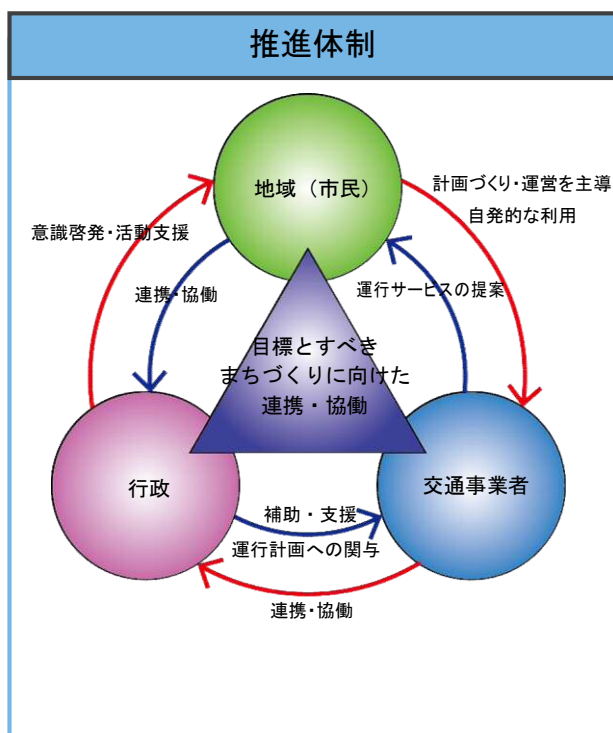 推進体制
地域（市民）
計画づくり・運営を主導
自発的な利用
意識啓発・活動支援
連携・協働
運行サービスの提案
目標とすべき
まちづくりに向けた
連携・協働
行政
交通事業者
補助・支援
運行計画への関与
連携・協働